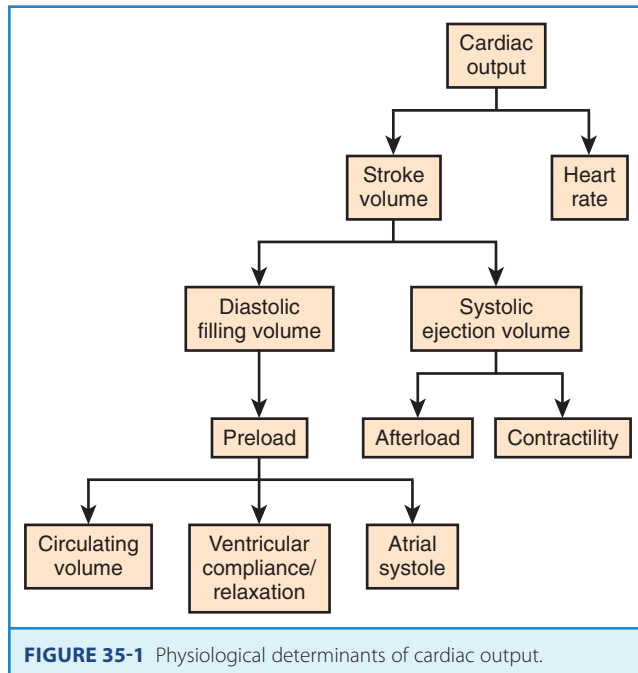 Cardiac
output
Stroke
volume
Heart
rate
Diastolic
filling volume
Systolic
ejection volume
Preload
Afterload
Contractility
Circulating
volume
Ventricular
compliance/
relaxation
Atrial
systole
FIGURE 35-1 Physiological determinants of cardiac output.